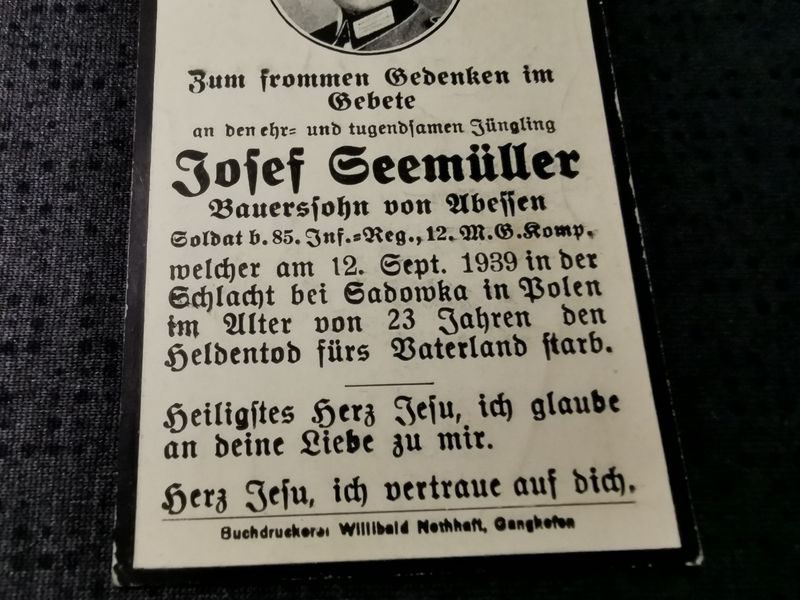 Zum frommen Gedenken im
Gebete
an den ehr= und tugendsamen Jüngling
Josef Seemüller
Bauerssohn von Abessen
Soldat b. 85. Inf.=Reg., 12. M.G.Komp.
welcher am 12. Sept. 1939 in der
Schlacht bei Sadowka in Polen
im Alter von 23 Jahren den
Heldentod fürs Vaterland starb.
Heiligstes Herz Jesu, ich glaube
an deine Liebe zu mir.
Herz Jesu, ich vertraue auf dich.
Buchdruckerei Willibald Nothhaft, Gangkofen